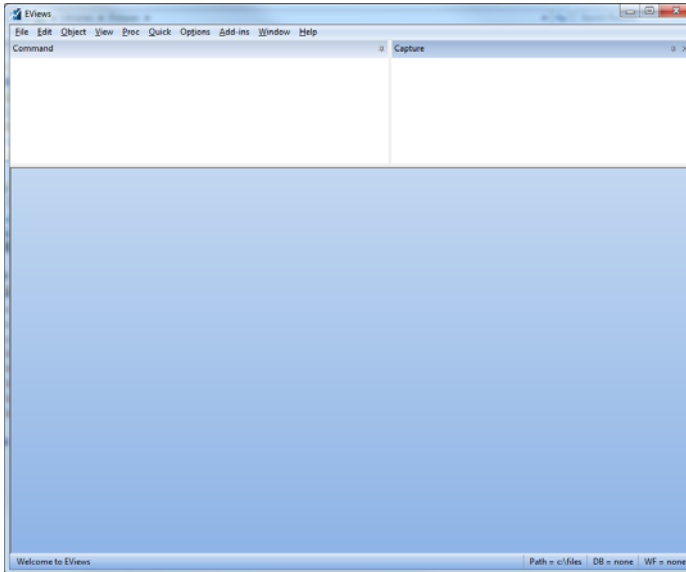 EViews
File Edit Object View Proc Quick Options Add-ins Window Help
Command Capture
Welcome to EViews Path = c:\files DB = none WF = none